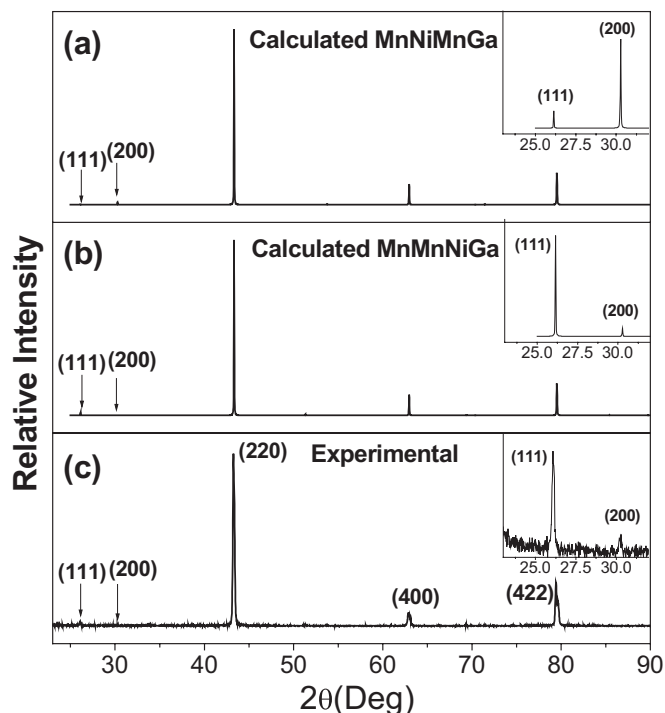 Relative Intensity
(a)
Calculated MnNiMnGa
(111)
(200)
(200)
(111)
25.0 27.5 30.0
(b)
Calculated MnMnNiGa
(111)
(200)
(111)
(200)
25.0 27.5 30.0
(c)
(220)
Experimental
(111)
(200)
(400)
(422)
(111)
(200)
25.0 27.5 30.0
30 40 50 60 70 80 90
2θ(Deg)